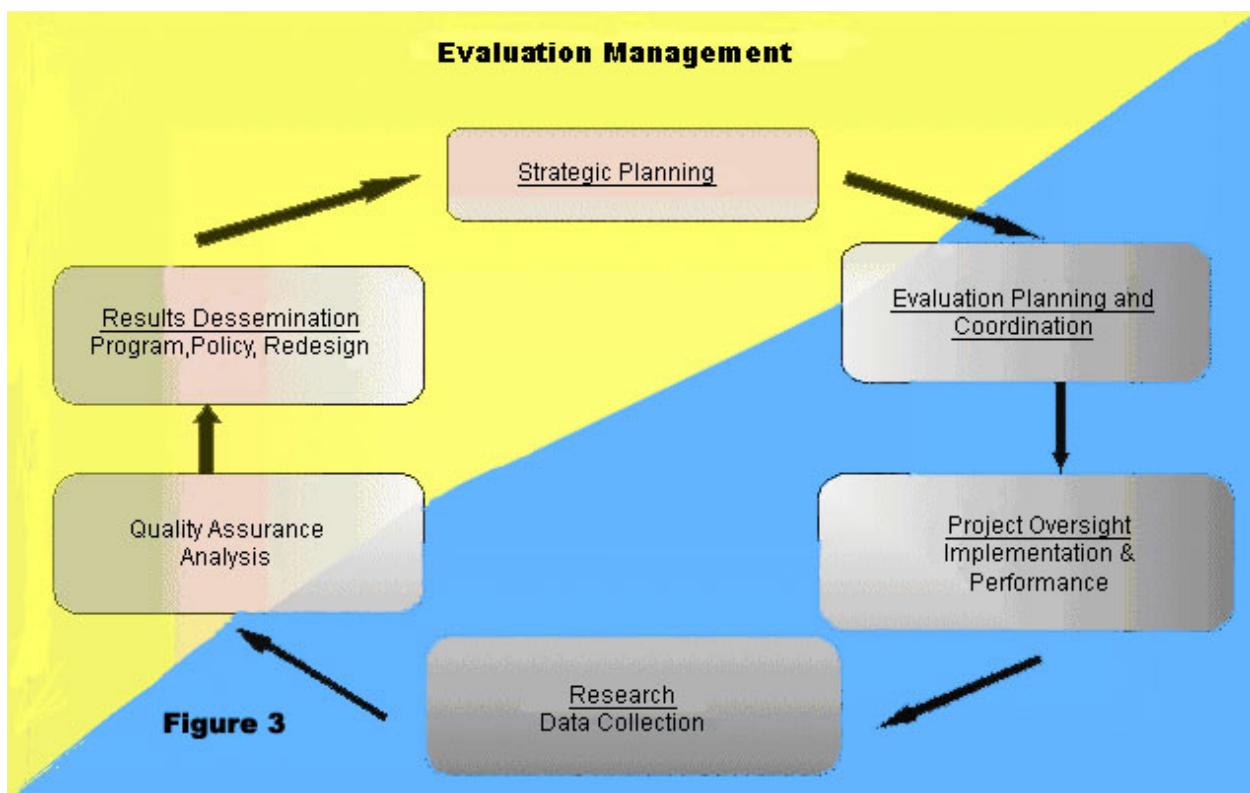 Evaluation Management
Strategic Planning
Evaluation Planning and
Coordination
Project Oversight
Implementation &
Performance
Research
Data Collection
Quality Assurance
Analysis
Results Dessemination
Program,Policy, Redesign
Figure 3